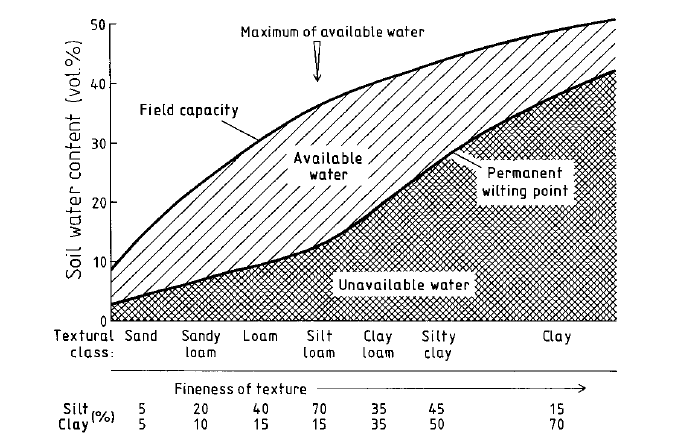 50
Maximum of available water
40
Field capacity
30
Available
water
Permanent
wilting point
20
10
Unavailable water
0
Soil water content (vol.%)
Textural class: Sand Sandy loam Loam Silt loam Clay loam Silty clay Clay
Fineness of texture
Silt (%) 5 20 40 70 35 45 15
Clay 5 10 15 15 35 50 70